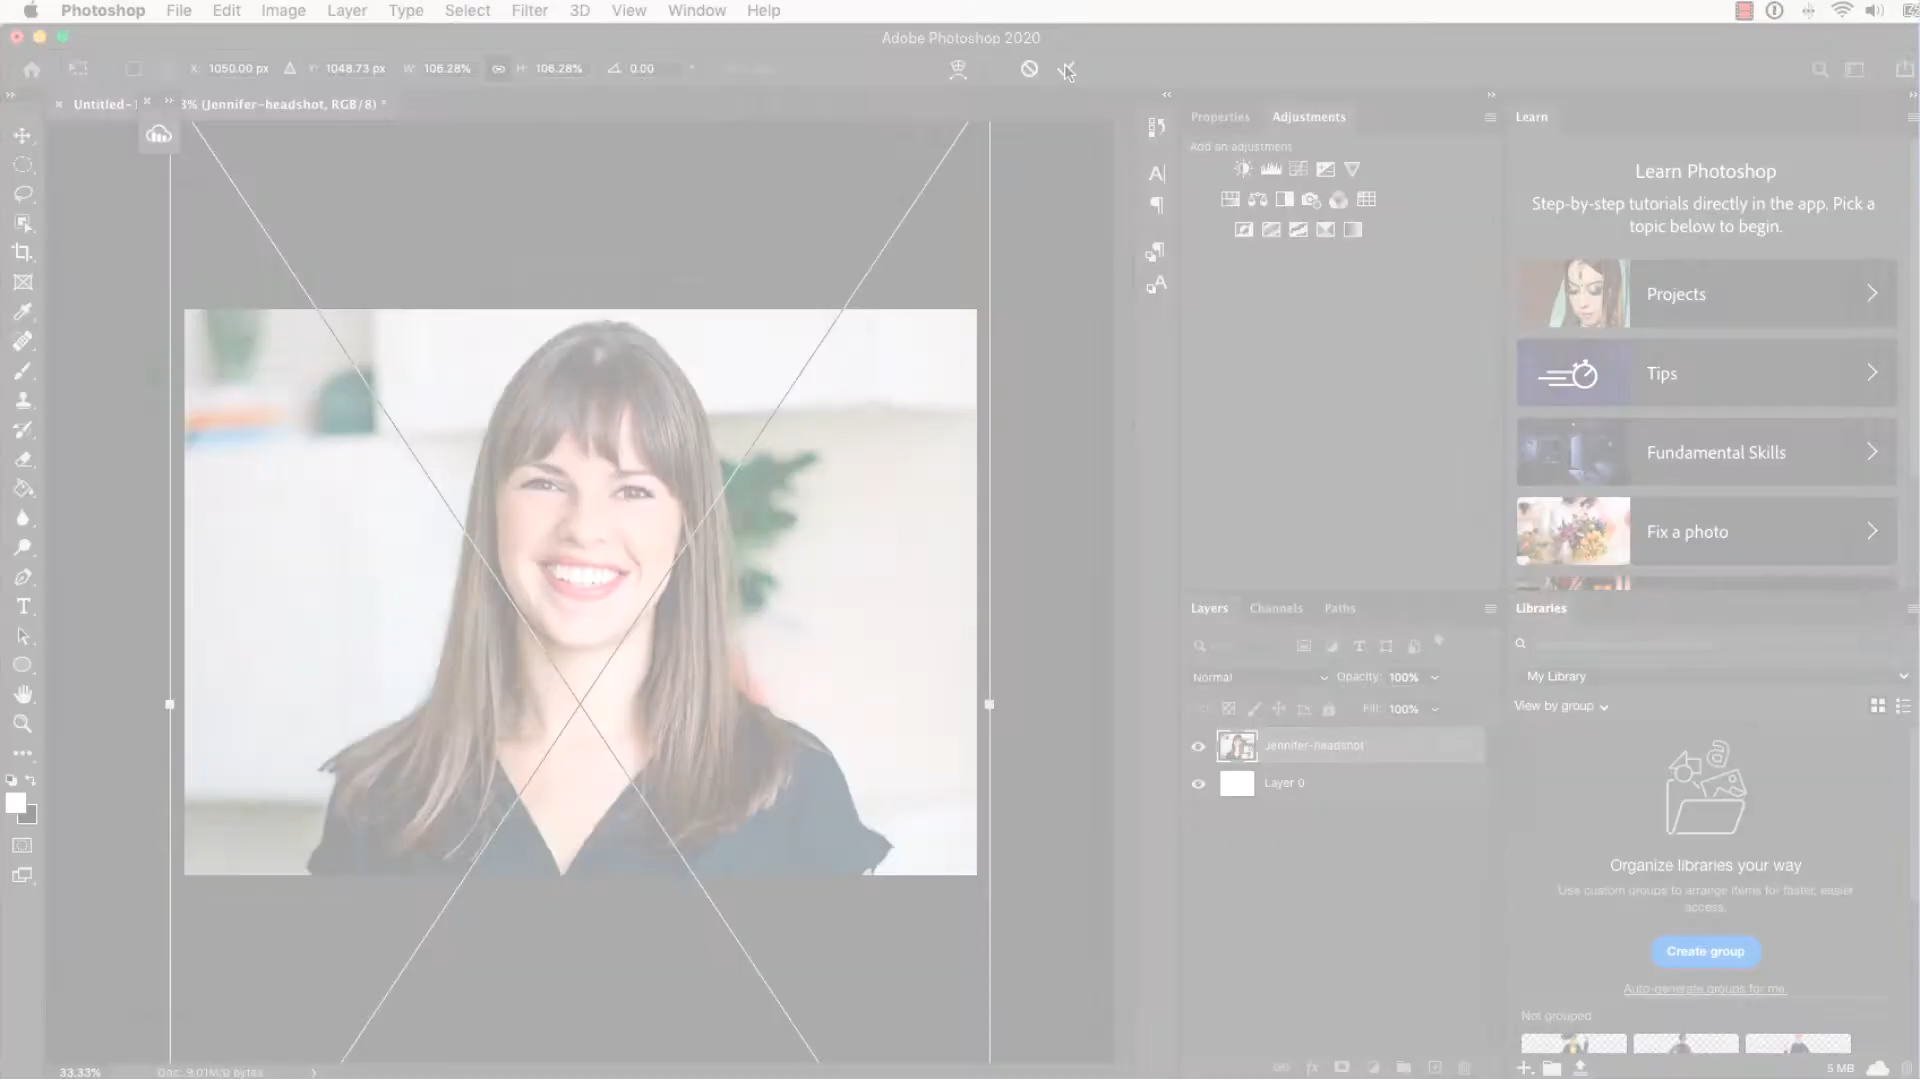 Photoshop File Edit Image Layer Type Select Filter 3D View Window Help
Adobe Photoshop 2020
X: 1050.00 px Y: 1048.73 px W: 106.28% H: 106.28% 0.00
Untitled- 3% (Jennifer-headshot, RGB/8) *
Properties Adjustments
Add an adjustment
Learn
Learn Photoshop
Step-by-step tutorials directly in the app. Pick a
topic below to begin.
Projects
Tips
Fundamental Skills
Fix a photo
Layers Channels Paths
Normal Opacity: 100%
Fill: 100%
Jennifer-headshot
Layer 0
Libraries
My Library
View by group
Organize libraries your way
Use custom groups to arrange items for faster, easier
access.
Create group
Auto-generate groups for me.
Not grouped
5 MB
33.33% Doc: 9.01M/0 bytes